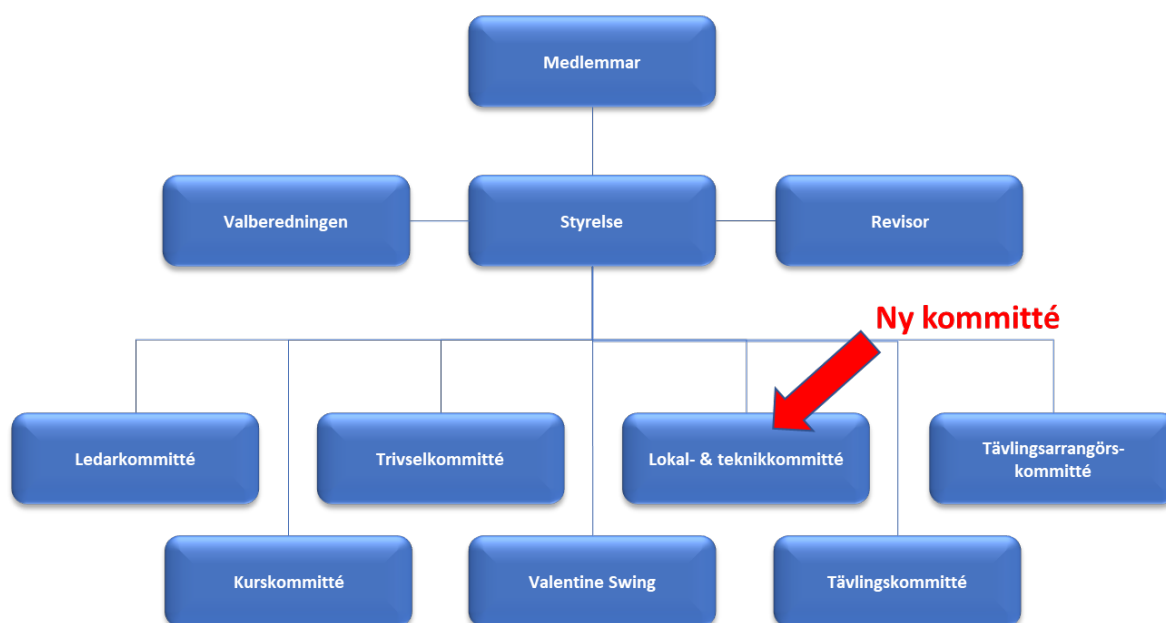 Medlemmar
Valberedningen
Styrelse
Revisor
Ny kommitté
Ledarkommitté
Trivselkommitté
Lokal- & teknikkommitté
Tävlingsarrangörs-
kommitté
Kurskommitté
Valentine Swing
Tävlingskommitté